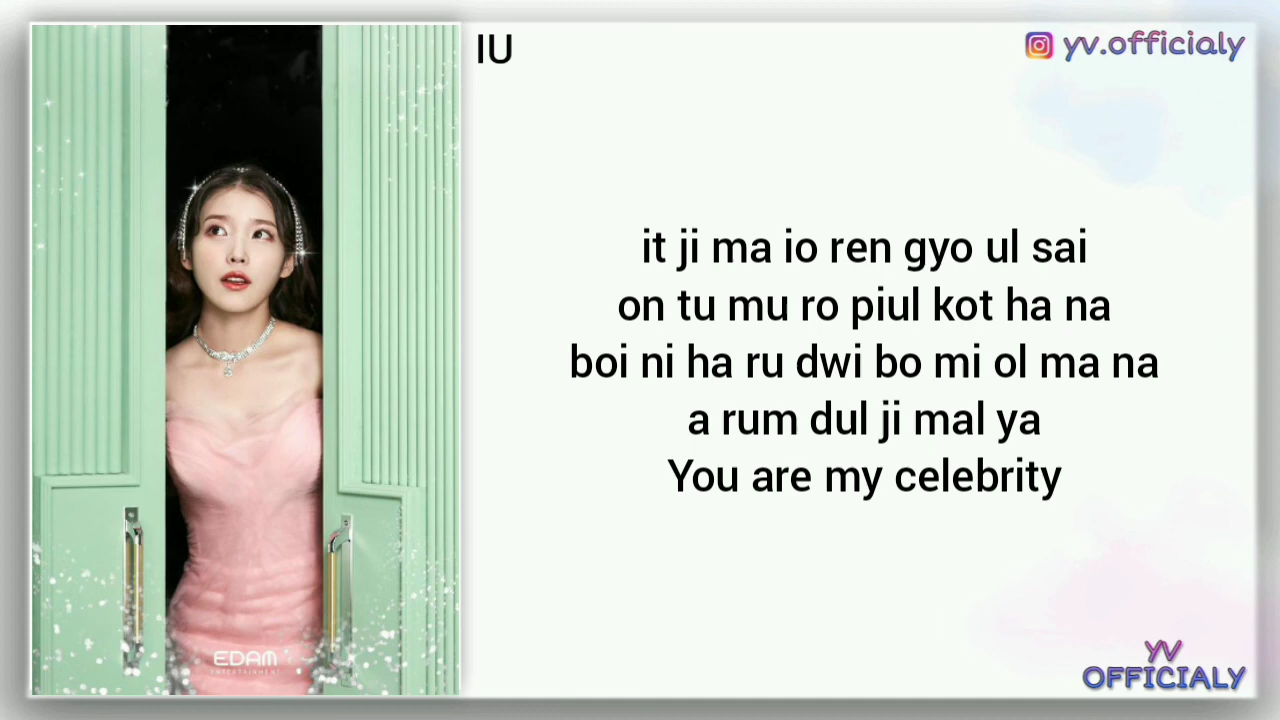 IU
yv.officialy
it ji ma io ren gyo ul sai
on tu mu ro piul kot ha na
boi ni ha ru dwi bo mi ol ma na
a rum dul ji mal ya
You are my celebrity
EDAM
ENTERTAINMENT
YV
OFFICIALY